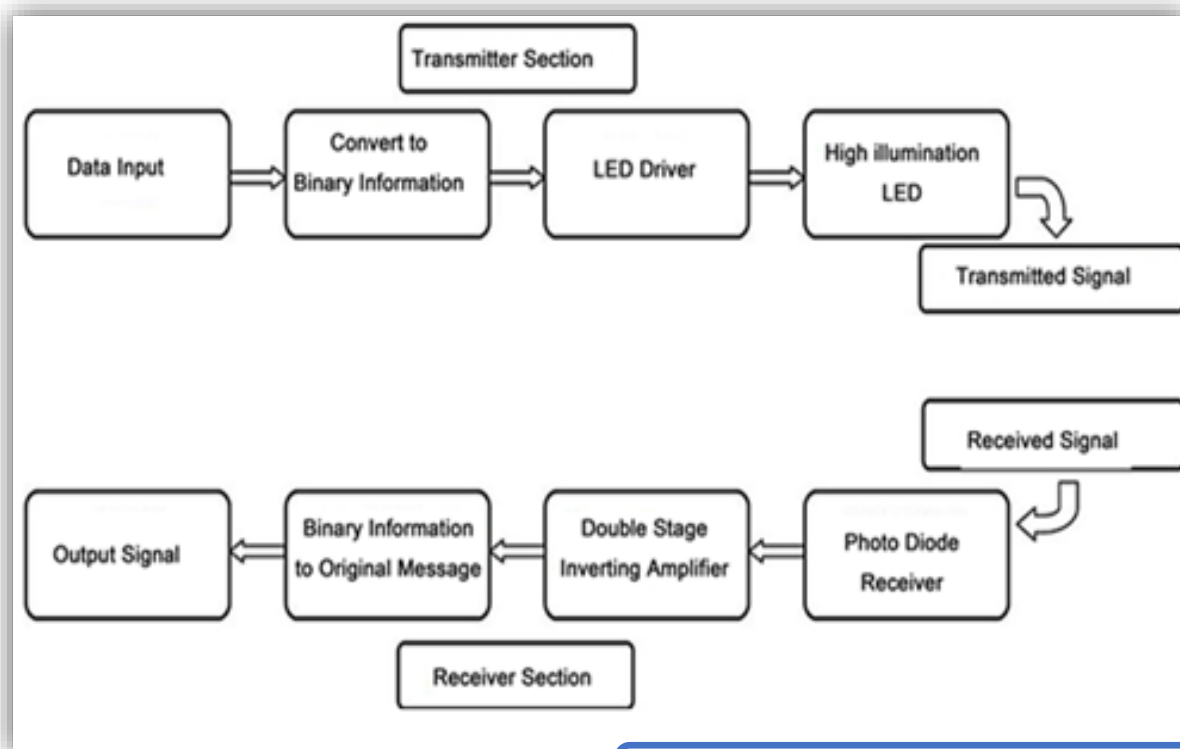 Transmitter Section
Data Input
Convert to
Binary Information
LED Driver
High illumination
LED
Transmitted Signal
Received Signal
Photo Diode
Receiver
Double Stage
Inverting Amplifier
Binary Information
to Original Message
Output Signal
Receiver Section